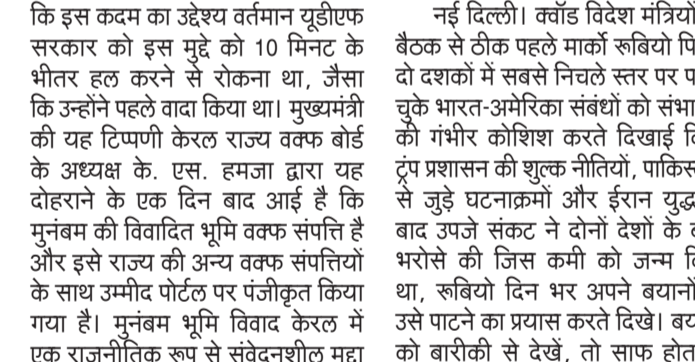 कि इस कदम का उद्देश्य वर्तमान यूडीएफ
सरकार को इस मुद्दे को 10 मिनट के
भीतर हल करने से रोकना था, जैसा
कि उन्होंने पहले वादा किया था। मुख्यमंत्री
की यह टिप्पणी केरल राज्य वक्फ बोर्ड
के अध्यक्ष के. एस. हमजा द्वारा यह
दोहराने के एक दिन बाद आई है कि
मुनंबम की विवादित भूमि वक्फ संपत्ति है
और इसे राज्य की अन्य वक्फ संपत्तियों
के साथ उम्मीद पोर्टल पर पंजीकृत किया
गया है। मुनंबम भूमि विवाद केरल में
एक राजनीतिक रूप से संवेदनशील मुद्दा
नई दिल्ली। क्वॉड विदेश मंत्रियों
बैठक से ठीक पहले मार्को रूबियो
दो दशकों में सबसे निचले स्तर पर
चुके भारत-अमेरिका संबंधों को
की गंभीर कोशिश करते दिखाई
ट्रंप प्रशासन की शुल्क नीतियों,
से जुड़े घटनाक्रमों और ईरान युद्ध
बाद उपजे संकट ने दोनों देशों के
भरोसे की जिस कमी को जन्म
था, रूबियो दिन भर अपने बयानों
उसे पाटने का प्रयास करते दिखे।
को बारीकी से देखें, तो साफ